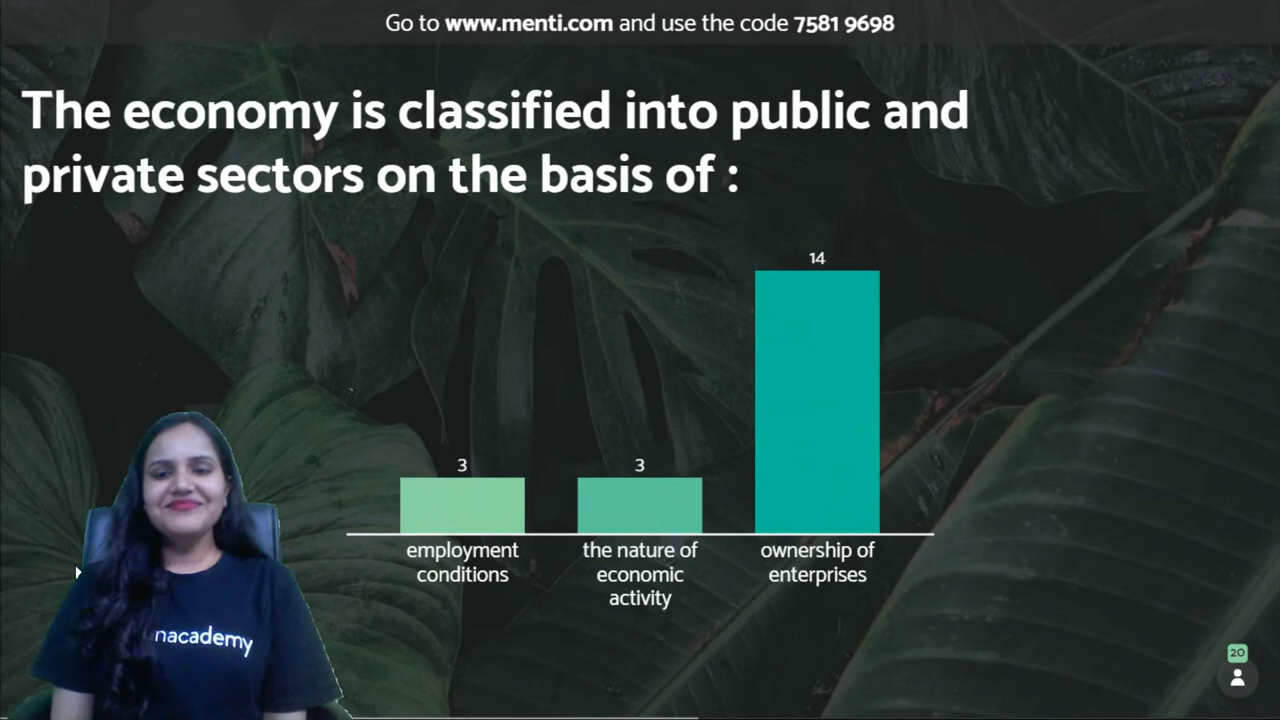 Go to www.menti.com and use the code 7581 9698
The economy is classified into public and
private sectors on the basis of :
14
3
3
employment
conditions
the nature of
economic
activity
ownership of
enterprises
nacademy
20